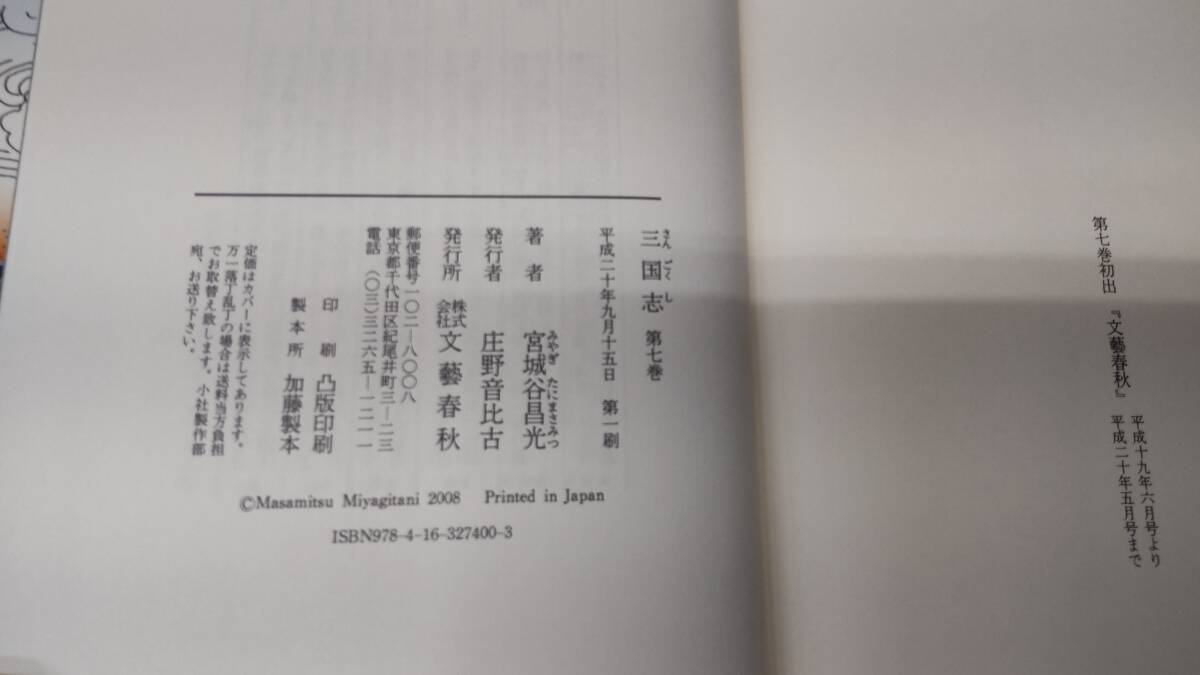 第七巻初出 『文藝春秋』 平成十九年六月号より
平成二十年五月号まで
三国志 第七巻
さんごくし
平成二十年九月十五日 第一刷
著者 宮城谷昌光
みやぎたにまさみつ
発行者 庄野音比古
発行所 株式会社 文藝春秋
郵便番号一〇二―八〇〇八
東京都千代田区紀尾井町三―二三
電話 (〇三)三二六五―一二一一
印刷 凸版印刷
製本所 加藤製本
定価はカバーに表示してあります。
万一落丁乱丁の場合は送料当方負担
でお取替え致します。小社製作部
宛、お送り下さい。
©Masamitsu Miyagitani 2008 Printed in Japan
ISBN978-4-16-327400-3